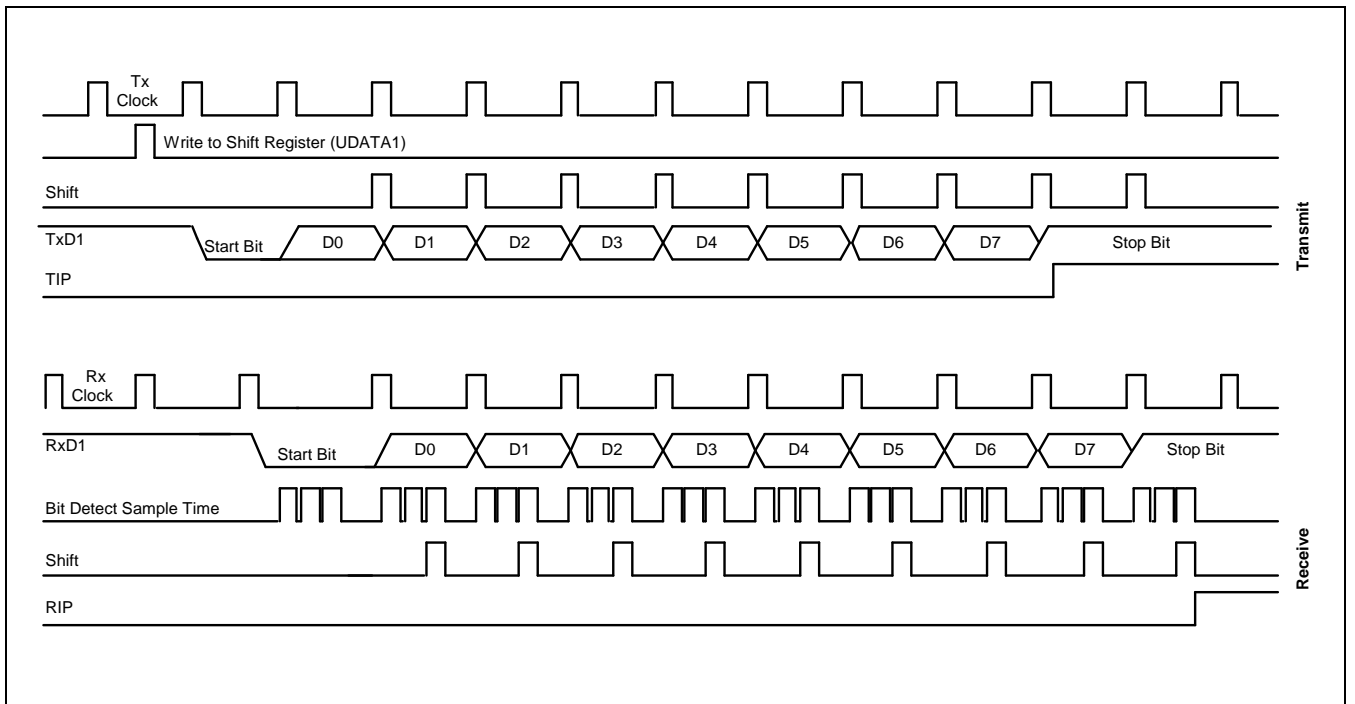 Tx
Clock
Write to Shift Register (UDATA1)
Shift
TxD1
Start Bit
D0
D1
D2
D3
D4
D5
D6
D7
Stop Bit
TIP
Transmit
Rx
Clock
RxD1
Start Bit
D0
D1
D2
D3
D4
D5
D6
D7
Stop Bit
Bit Detect Sample Time
Shift
RIP
Receive